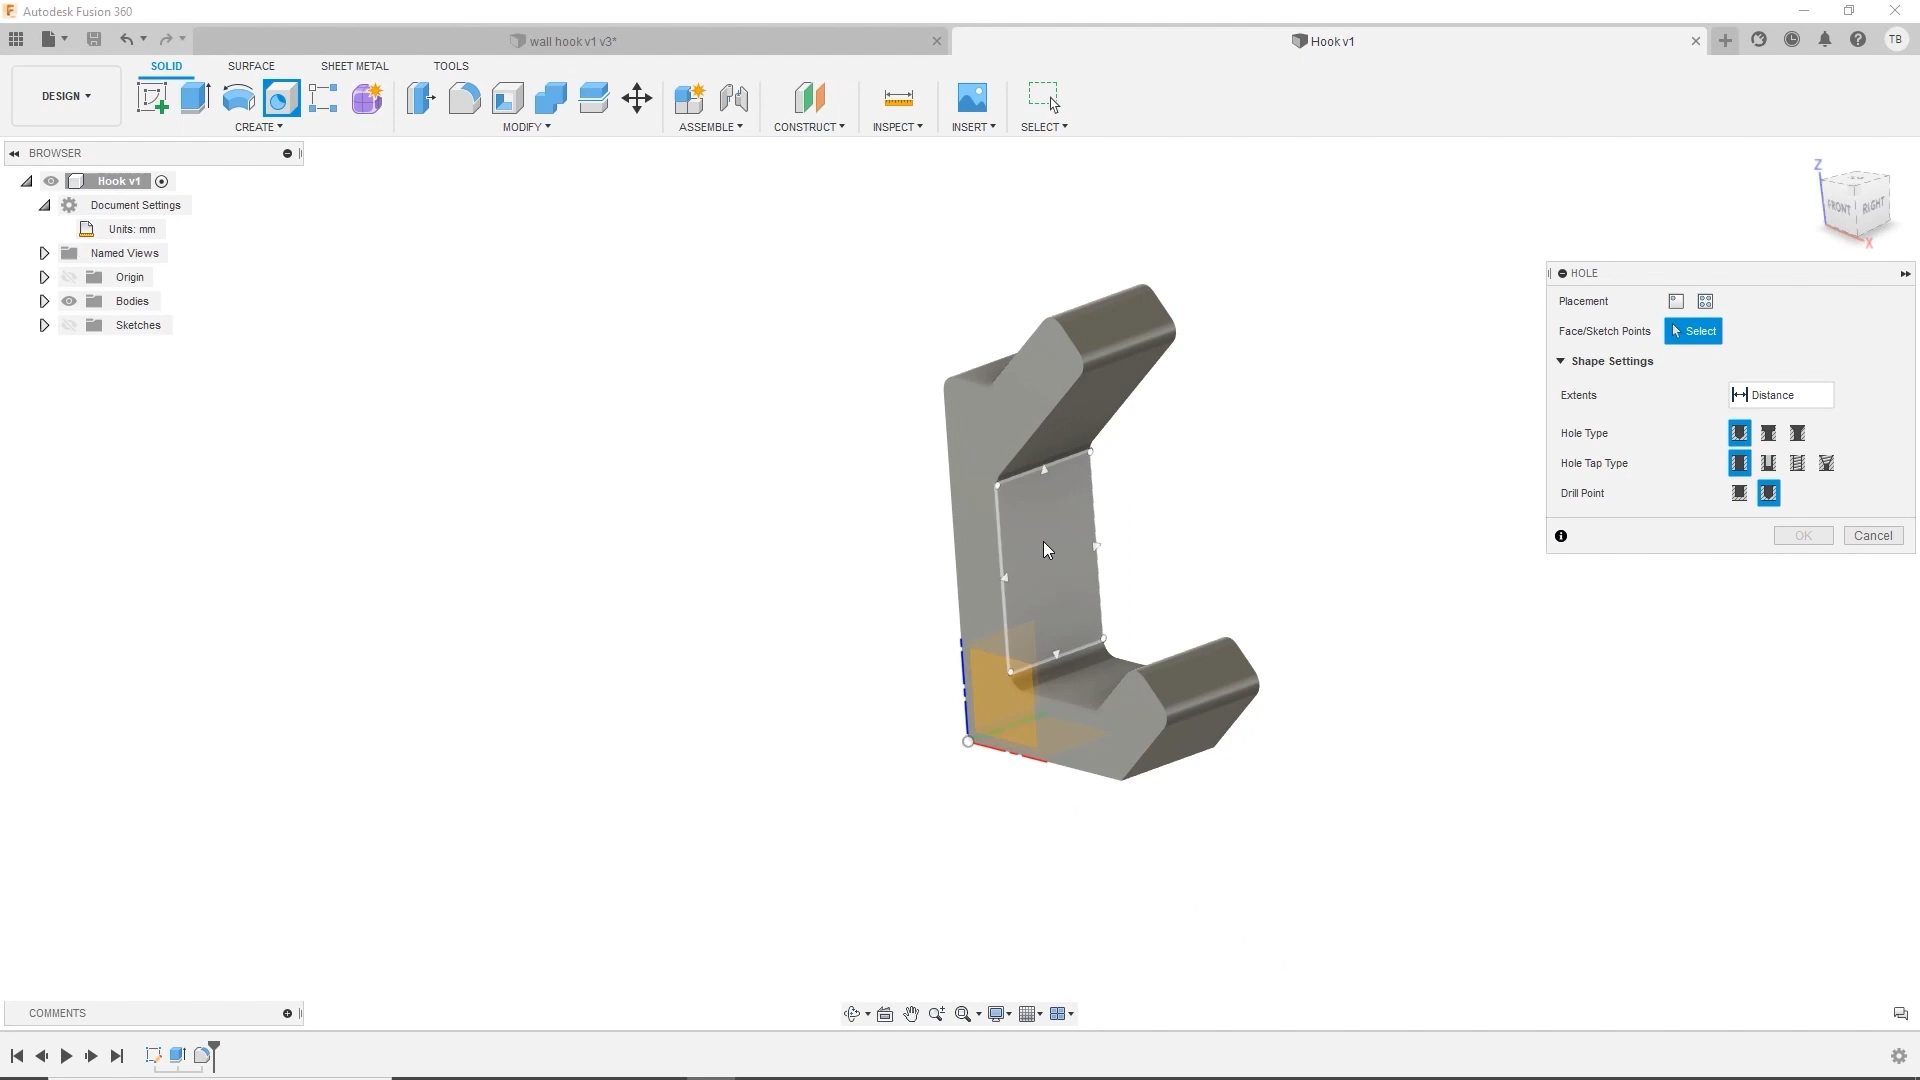 Autodesk Fusion 360
wall hook v1 v3*
Hook v1
TB
DESIGN
SOLID
SURFACE
SHEET METAL
TOOLS
CREATE
MODIFY
ASSEMBLE
CONSTRUCT
INSPECT
INSERT
SELECT
BROWSER
Hook v1
Document Settings
Units: mm
Named Views
Origin
Bodies
Sketches
Z
FRONT
RIGHT
X
HOLE
Placement
Face/Sketch Points
Select
Shape Settings
Extents
Distance
Hole Type
Hole Tap Type
Drill Point
OK
Cancel
COMMENTS